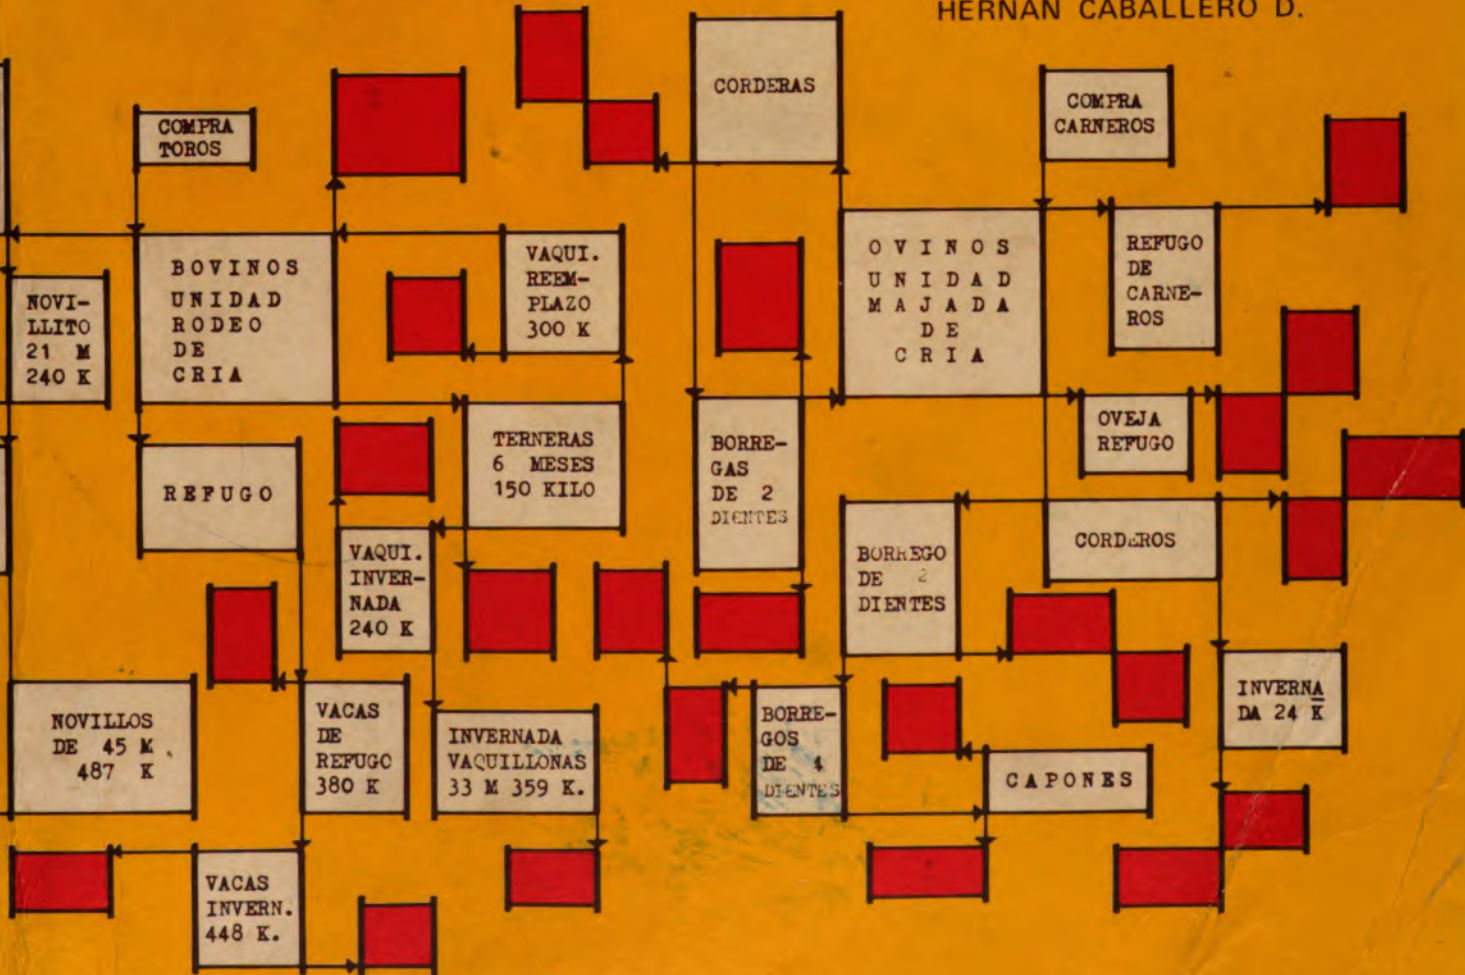 HERNAN CABALLERO D.
CORDERAS
COMPRA
CARNEROS
COMPRA
TOROS
BOVINOS
UNIDAD
RODEO
DE
CRIA
VAQUI.
REEM-
PLAZO
300 K
OVINOS
UNIDAD
MAJADA
DE
CRIA
REFUGO
DE
CARNE-
ROS
NOVI-
LLITO
21 M
240 K
REFUGO
TERNERAS
6 MESES
150 KILO
BORRE-
GAS
DE 2
DIENTES
OVEJA
REFUGO
VAQUI.
INVER-
NADA
240 K
BORREGO
DE 2
DIENTES
CORDEROS
NOVILLOS
DE 45 M.
487 K
VACAS
DE
REFUGO
380 K
INVERNADA
VAQUILLONAS
33 M 359 K.
BORRE-
GOS
DE 4
DIENTES
CAPONES
INVERNA
DA 24 K
VACAS
INVERN.
448 K.